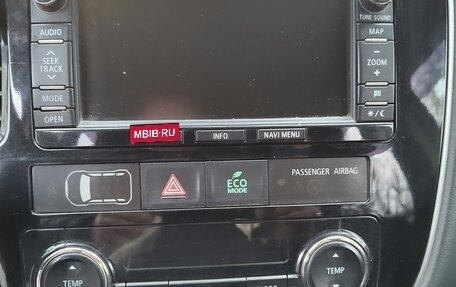 TUNE SOUND
AUDIO
MAP
SEEK
TRACK
ZOOM
MODE
OPEN
/C
MBIB·RU
INFO
NAVI MENU
ECO
MODE
PASSENGER AIRBAG
TEMP
MODE
TEMP